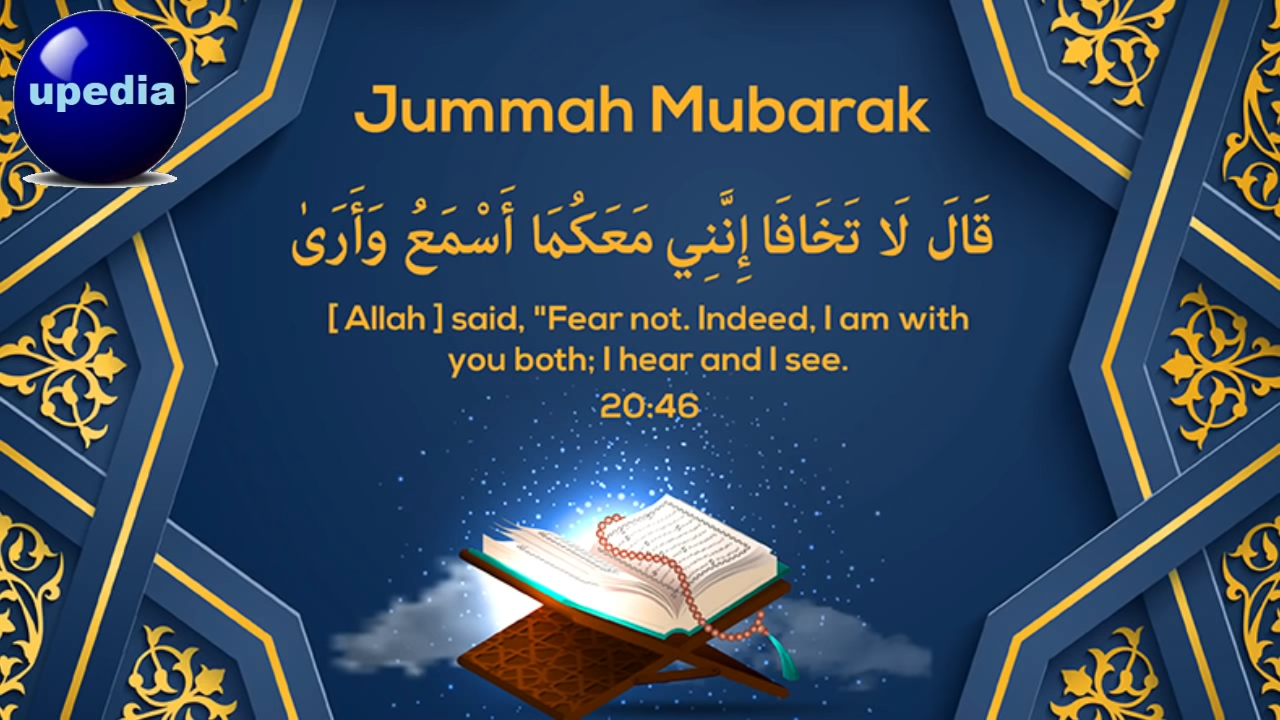 upedia
Jummah Mubarak
قَالَ لَا تَخَافَا إِنَّنِي مَعَكُمَا أَسْمَعُ وَأَرَىٰ
[ Allah ] said, "Fear not. Indeed, I am with
you both; I hear and I see.
20:46